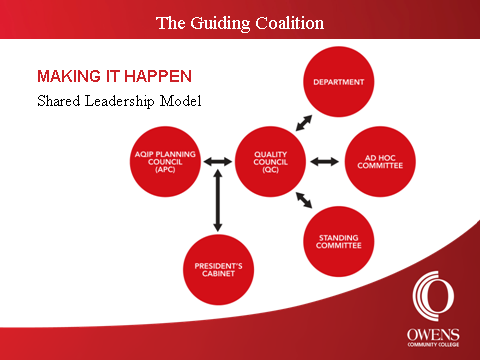 The Guiding Coalition
MAKING IT HAPPEN
Shared Leadership Model
DEPARTMENT
AQIP PLANNING
COUNCIL
(APC)
QUALITY
COUNCIL
(QC)
AD HOC
COMMITTEE
STANDING
COMMITTEE
PRESIDENT'S
CABINET
OWENS
COMMUNITY COLLEGE